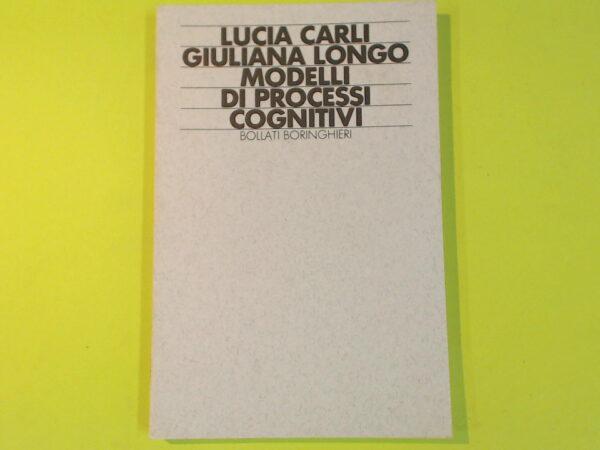 LUCIA CARLI
GIULIANA LONGO
MODELLI
DI PROCESSI
COGNITIVI
BOLLATI BORINGHIERI